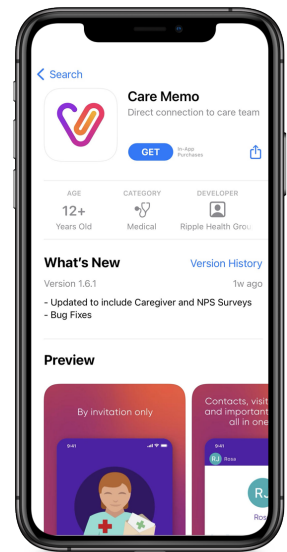 Search
Care Memo
Direct connection to care team
GET
In-App
Purchases
AGE
CATEGORY
DEVELOPER
12+
Years Old
Medical
Ripple Health Grou
What's New
Version History
Version 1.6.1
1w ago
- Updated to include Caregiver and NPS Surveys
- Bug Fixes
Preview
By invitation only
9:41
Contacts, visit
and important
all in one
9:41
RJ
Rose
RJ
Ros